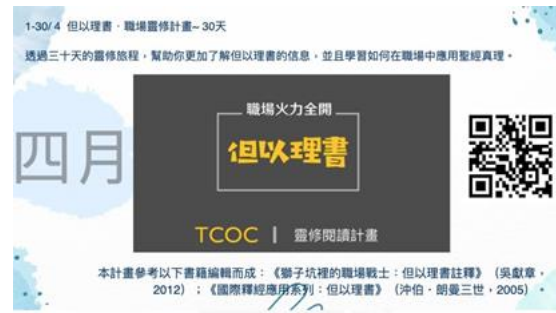 1-30/4 但以理書．職場靈修計畫~30天
透過三十天的靈修旅程，幫助你更加了解但以理書的信息，並且學習如何在職場中應用聖經真理。
四月
職場火力全開
但以理書
TCOC | 靈修閱讀計畫
本計畫參考以下書籍編輯而成：《獅子坑裡的職場戰士：但以理書註釋》（吳獻章，
2012）；《國際釋經應用系列：但以理書》（沖伯．朗曼三世，2005）。